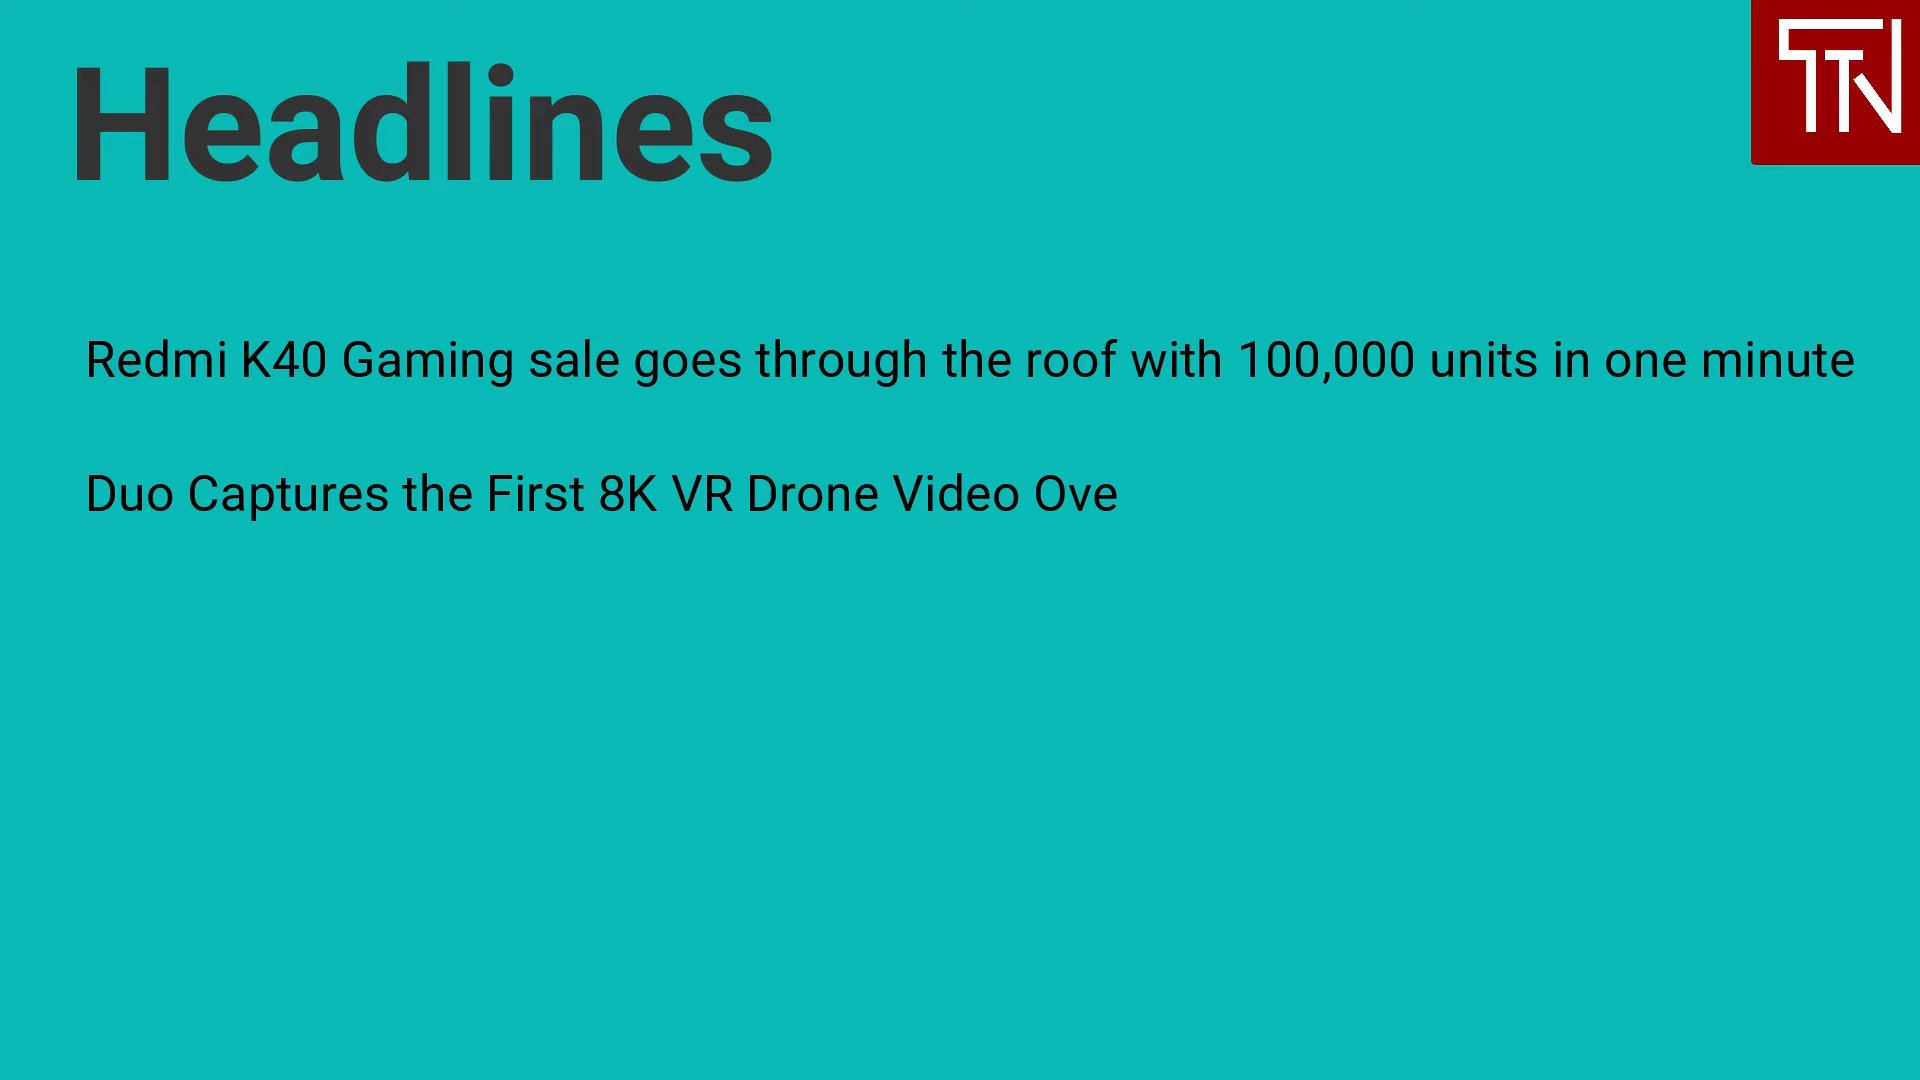 Headlines
TTN
Redmi K40 Gaming sale goes through the roof with 100,000 units in one minute
Duo Captures the First 8K VR Drone Video Ove